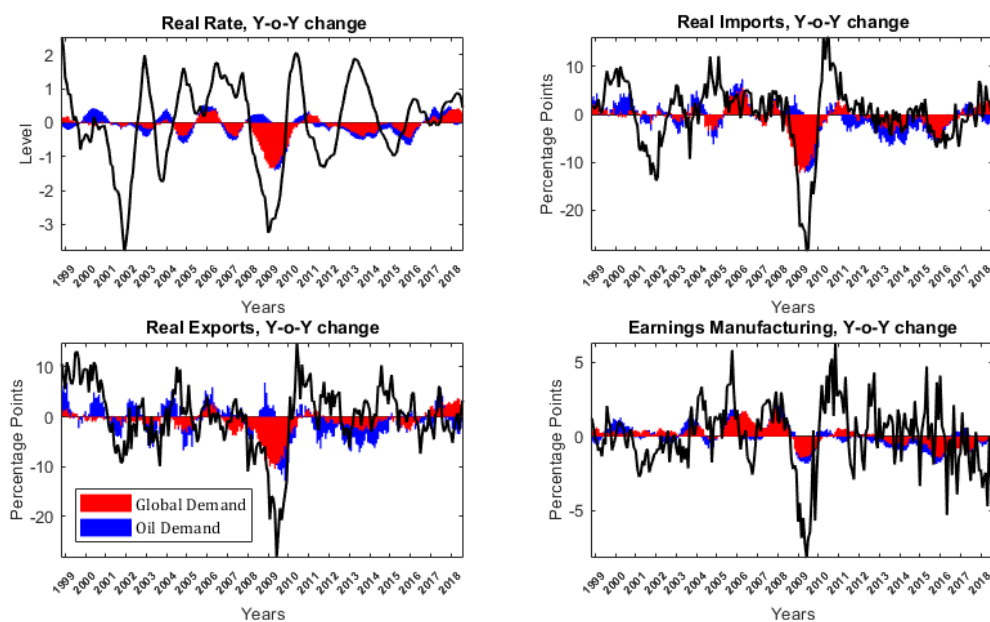 Real Rate, Y-o-Y change
Level
2
1
0
-1
-2
-3
1999 2000 2001 2002 2003 2004 2005 2006 2007 2008 2009 2010 2011 2012 2013 2014 2015 2016 2017 2018
Years
Real Imports, Y-o-Y change
Percentage Points
10
0
-10
-20
1999 2000 2001 2002 2003 2004 2005 2006 2007 2008 2009 2010 2011 2012 2013 2014 2015 2016 2017 2018
Years
Real Exports, Y-o-Y change
Percentage Points
10
0
-10
-20
Global Demand
Oil Demand
1999 2000 2001 2002 2003 2004 2005 2006 2007 2008 2009 2010 2011 2012 2013 2014 2015 2016 2017 2018
Years
Earnings Manufacturing, Y-o-Y change
Percentage Points
5
0
-5
1999 2000 2001 2002 2003 2004 2005 2006 2007 2008 2009 2010 2011 2012 2013 2014 2015 2016 2017 2018
Years